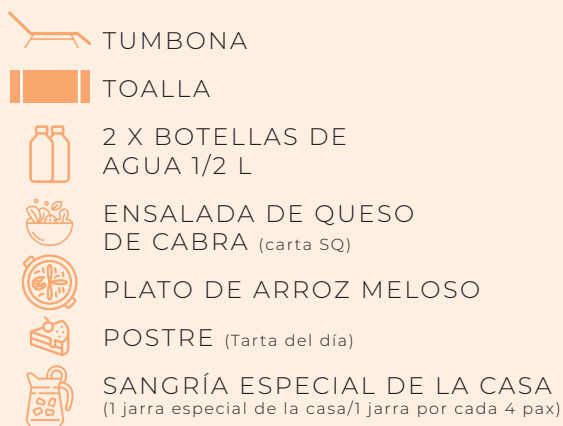 TUMBONA
TOALLA
2 X BOTELLAS DE
AGUA 1/2 L
ENSALADA DE QUESO
DE CABRA (carta SQ)
PLATO DE ARROZ MELOSO
POSTRE (Tarta del día)
SANGRÍA ESPECIAL DE LA CASA
(1 jarra especial de la casa/1 jarra por cada 4 pax)